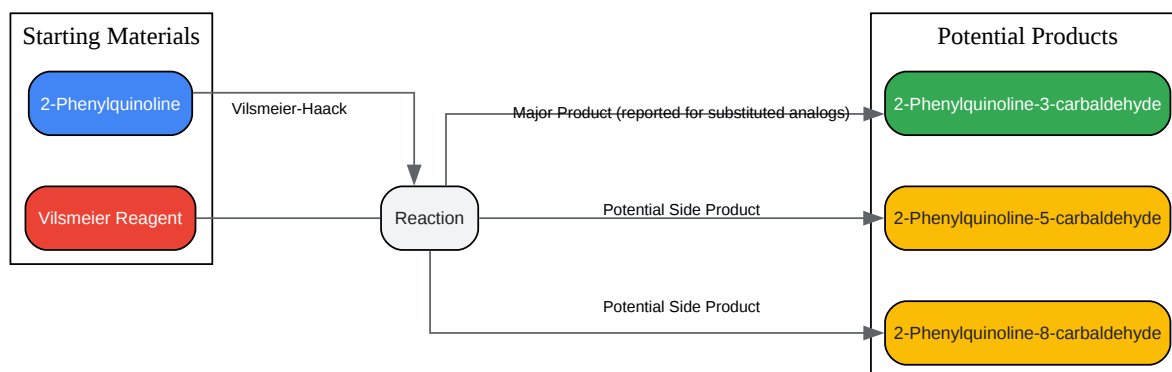 Starting Materials
Potential Products
2-Phenylquinoline
Vilsmeier-Haack
Major Product (reported for substituted analogs)
2-Phenylquinoline-3-carbaldehyde
Vilsmeier Reagent
Reaction
Potential Side Product
2-Phenylquinoline-5-carbaldehyde
Potential Side Product
2-Phenylquinoline-8-carbaldehyde